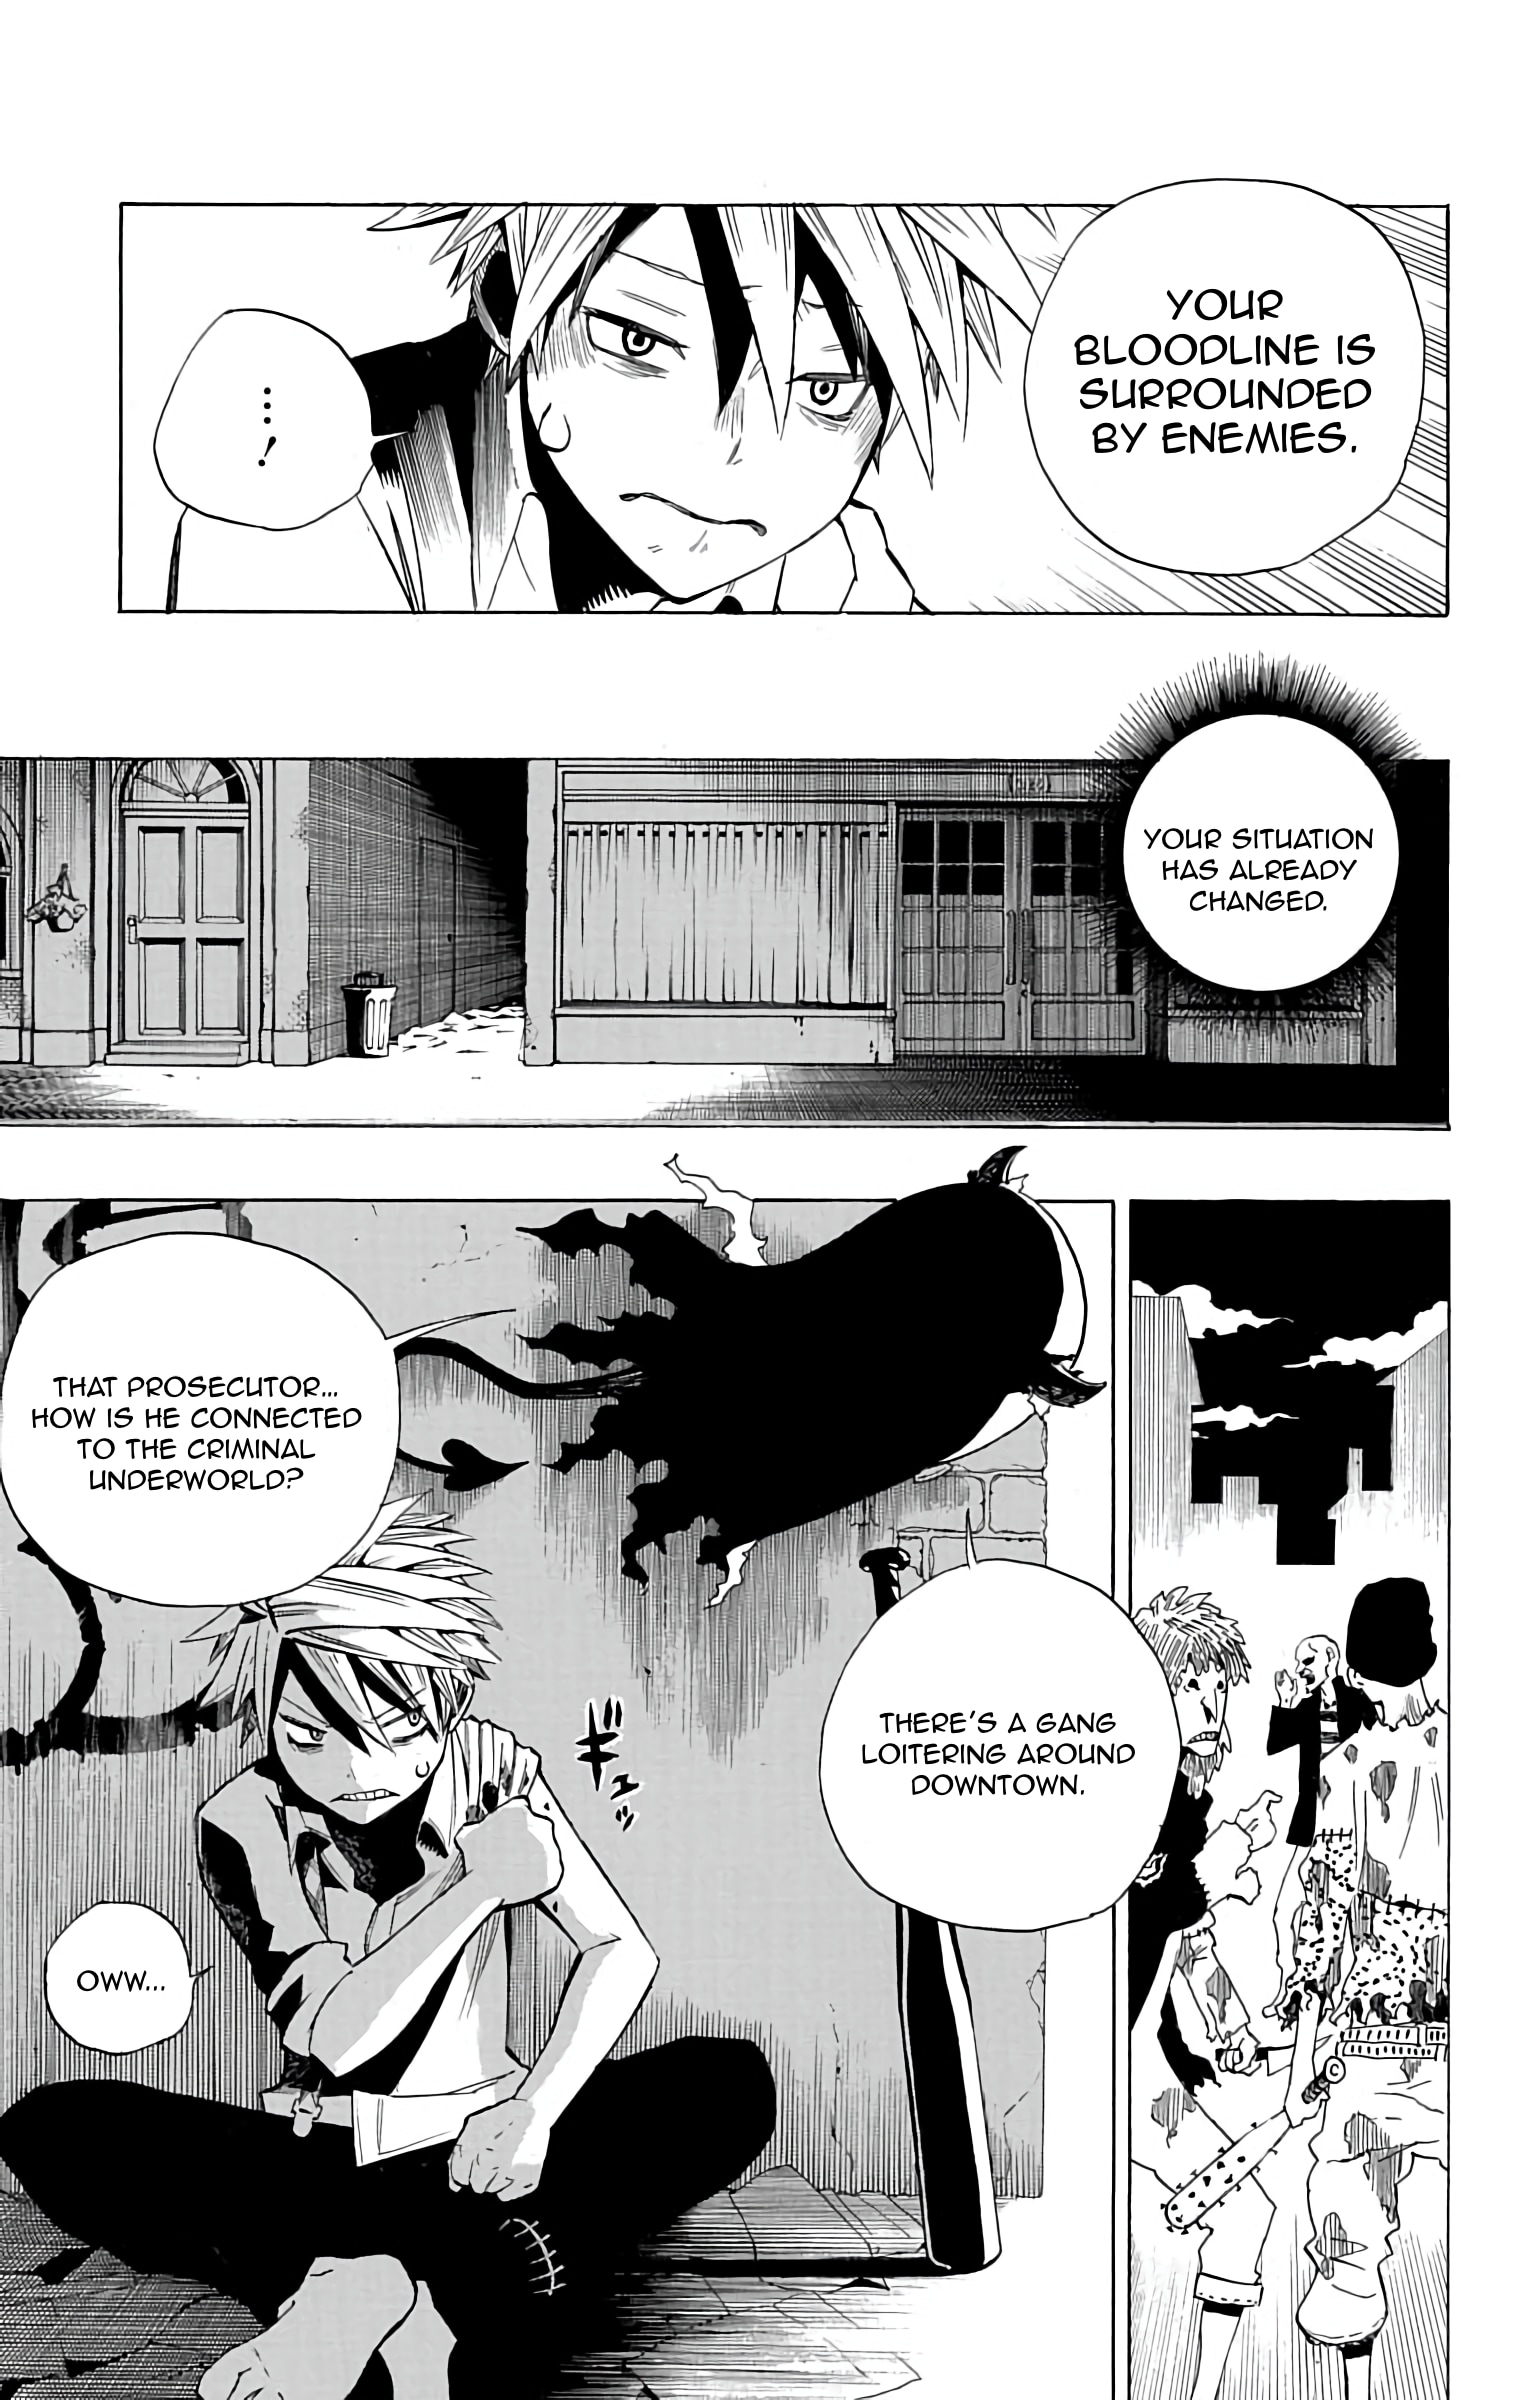 YOUR
BLOODLINE IS
SURROUNDED
BY ENEMIES.
...!
YOUR SITUATION
HAS ALREADY
CHANGED.
THERE'S A GANG
LOITERING AROUND
DOWNTOWN.
THAT PROSECUTOR...
HOW IS HE CONNECTED
TO THE CRIMINAL
UNDERWORLD?
ギュッ
OWW...